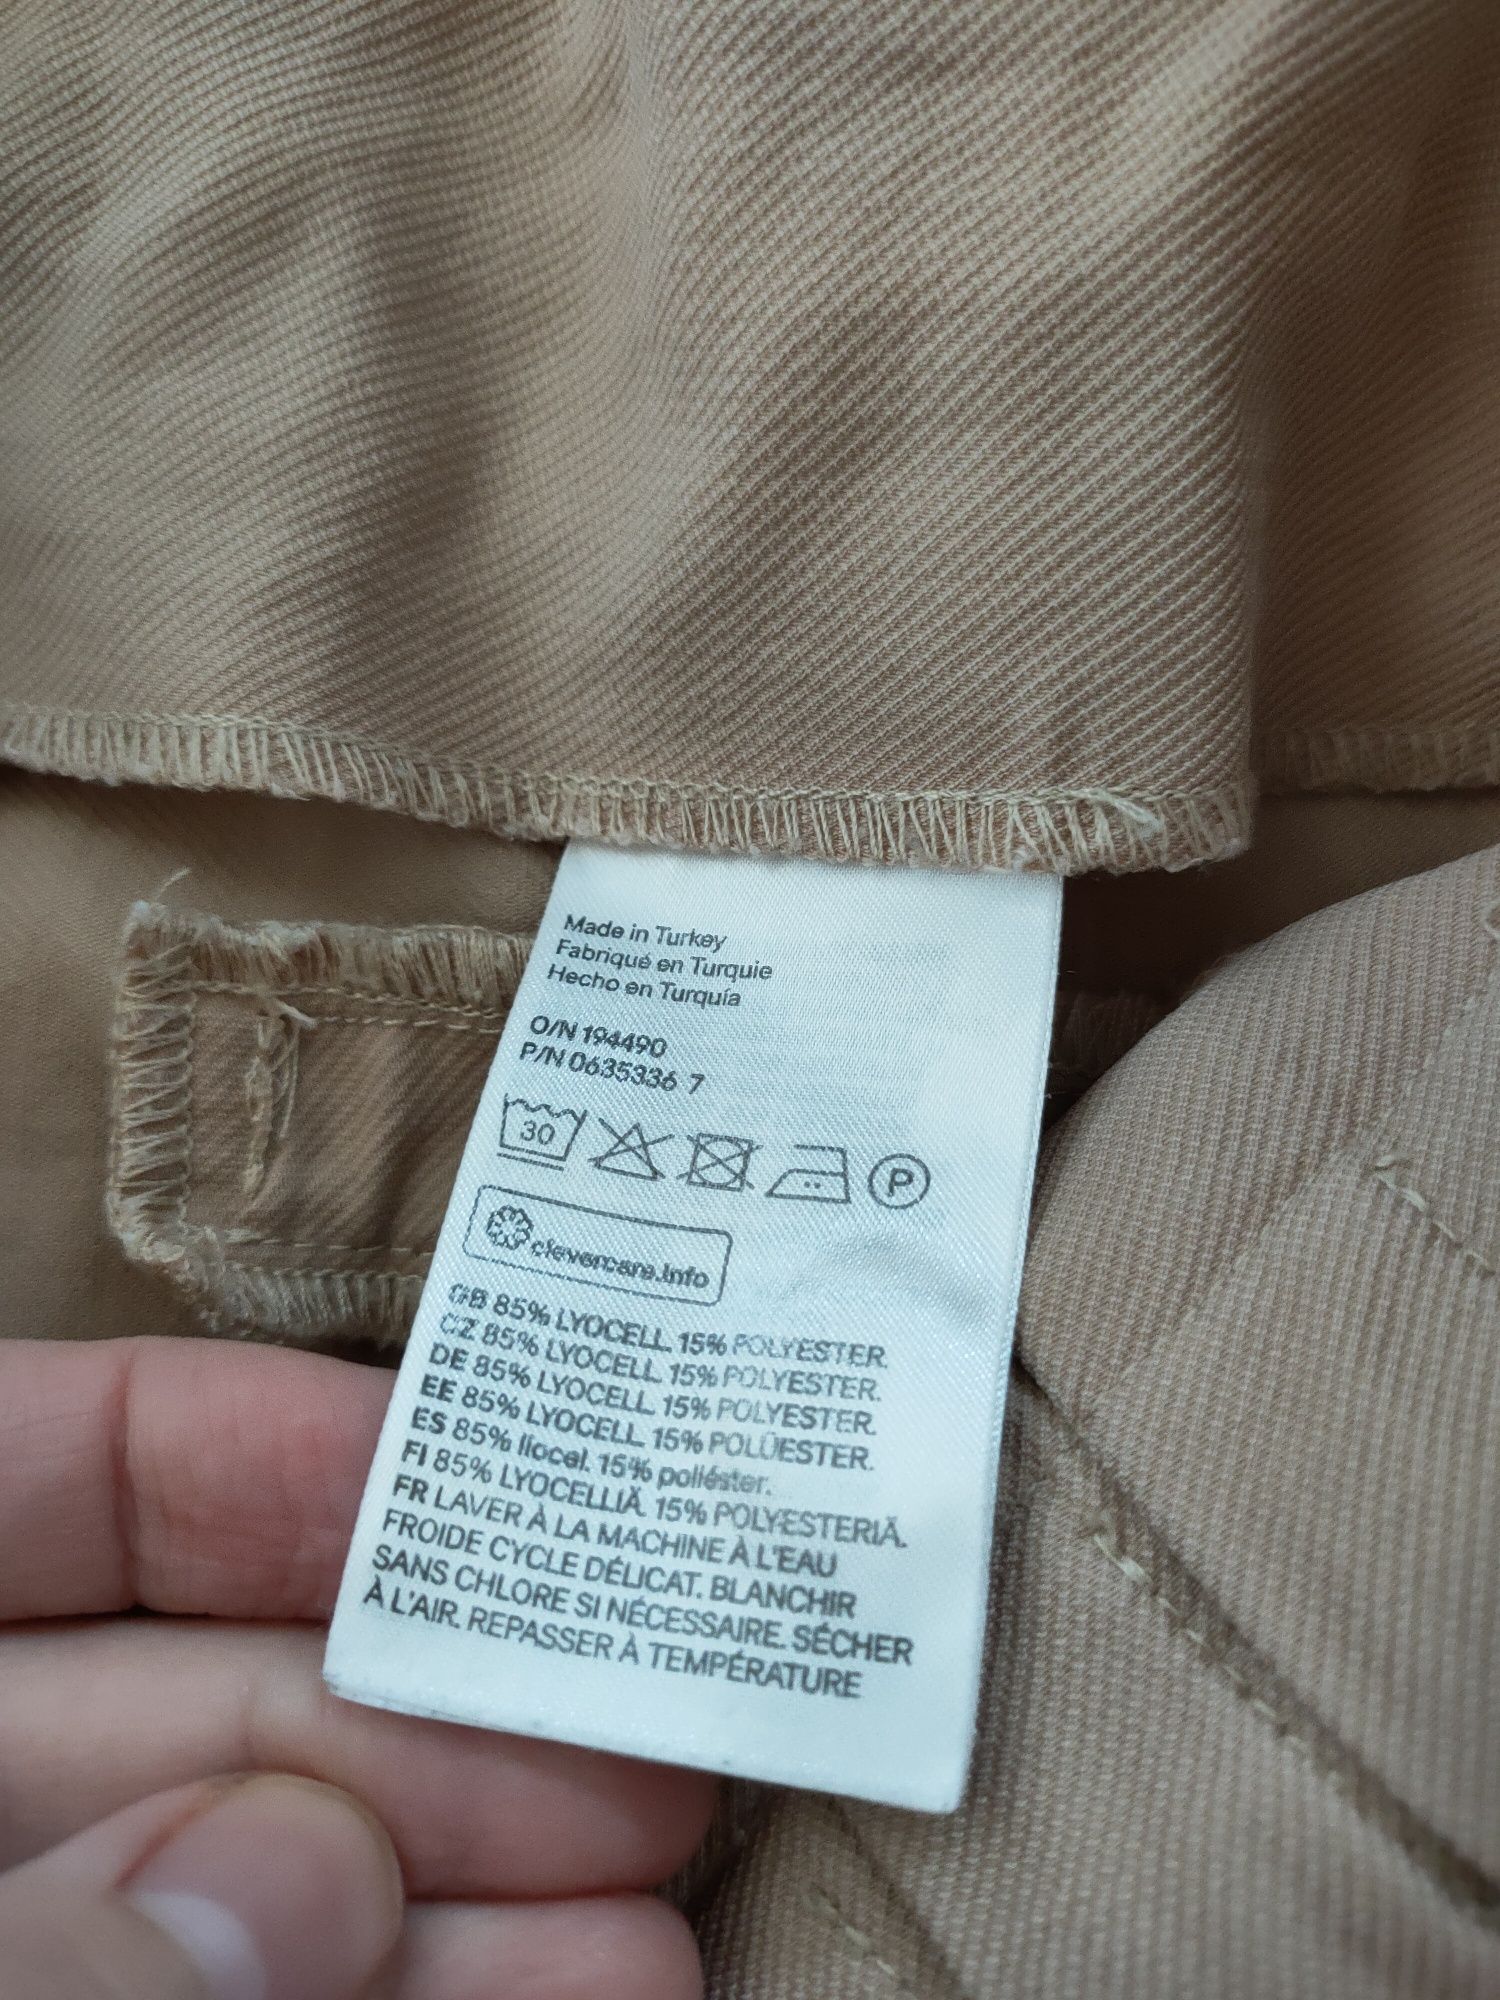 Made in Turkey
Fabriqué en Turquie
Hecho en Turquía
O/N 194490
P/N 0635336 7
30
P
clevercare.info
GB 85% LYOCELL. 15% POLYESTER.
CZ 85% LYOCELL. 15% POLYESTER.
DE 85% LYOCELL. 15% POLYESTER.
EE 85% LYOCELL. 15% POLÜESTER.
ES 85% liocel. 15% poliéster.
FI 85% LYOCELLIÄ. 15% POLYESTERIÄ.
FR LAVER À LA MACHINE À L'EAU
FROIDE CYCLE DÉLICAT. BLANCHIR
SANS CHLORE SI NÉCESSAIRE. SÉCHER
À L'AIR. REPASSER À TEMPÉRATURE